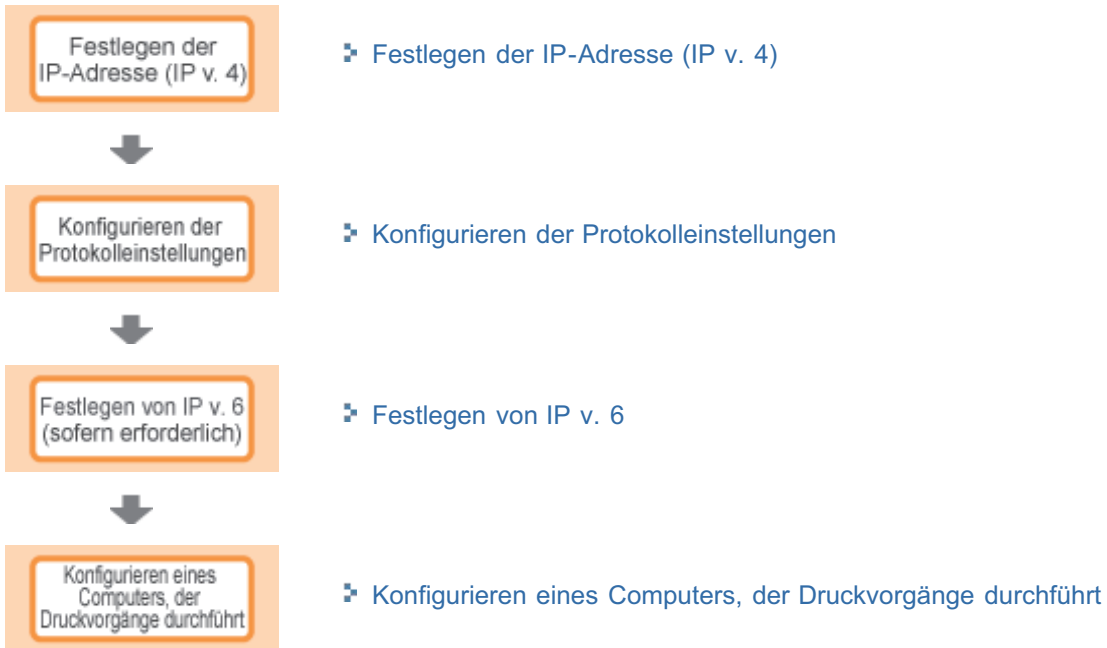 Festlegen der
IP-Adresse (IP v. 4)
Festlegen der IP-Adresse (IP v. 4)
Konfigurieren der
Protokolleinstellungen
Konfigurieren der Protokolleinstellungen
Festlegen von IP v. 6
(sofern erforderlich)
Festlegen von IP v. 6
Konfigurieren eines
Computers, der
Druckvorgänge durchführt
Konfigurieren eines Computers, der Druckvorgänge durchführt